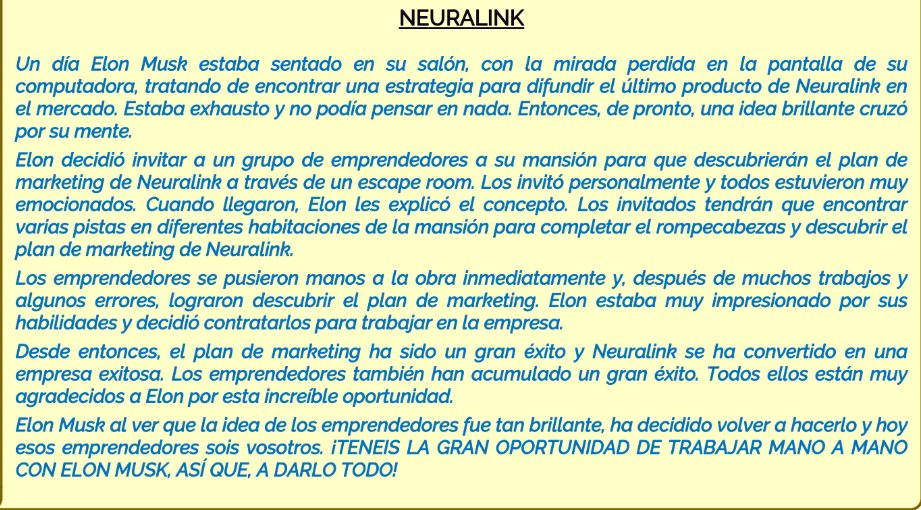 NEURALINK
Un día Elon Musk estaba sentado en su salón, con la mirada perdida en la pantalla de su
computadora, tratando de encontrar una estrategia para difundir el último producto de Neuralink en
el mercado. Estaba exhausto y no podía pensar en nada. Entonces, de pronto, una idea brillante cruzó
por su mente.
Elon decidió invitar a un grupo de emprendedores a su mansión para que descubrierán el plan de
marketing de Neuralink a través de un escape room. Los invitó personalmente y todos estuvieron muy
emocionados. Cuando llegaron, Elon les explicó el concepto. Los invitados tendrán que encontrar
varias pistas en diferentes habitaciones de la mansión para completar el rompecabezas y descubrir el
plan de marketing de Neuralink.
Los emprendedores se pusieron manos a la obra inmediatamente y, después de muchos trabajos y
algunos errores, lograron descubrir el plan de marketing. Elon estaba muy impresionado por sus
habilidades y decidió contratarlos para trabajar en la empresa.
Desde entonces, el plan de marketing ha sido un gran éxito y Neuralink se ha convertido en una
empresa exitosa. Los emprendedores también han acumulado un gran éxito. Todos ellos están muy
agradecidos a Elon por esta increíble oportunidad.
Elon Musk al ver que la idea de los emprendedores fue tan brillante, ha decidido volver a hacerlo y hoy
esos emprendedores sois vosotros. ¡TENEIS LA GRAN OPORTUNIDAD DE TRABAJAR MANO A MANO
CON ELON MUSK, ASÍ QUE, A DARLO TODO!